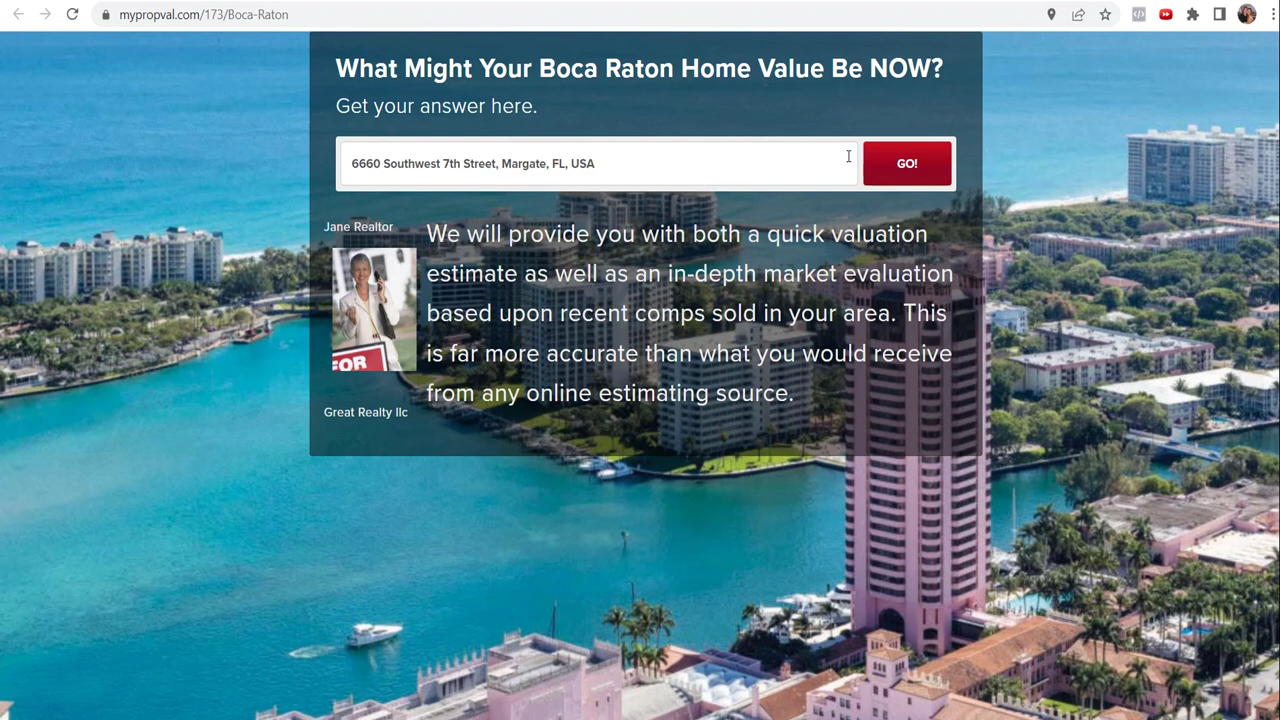 mypropval.com/173/Boca-Raton
What Might Your Boca Raton Home Value Be NOW?
Get your answer here.
6660 Southwest 7th Street, Margate, FL, USA
GO!
Jane Realtor
We will provide you with both a quick valuation
estimate as well as an in-depth market evaluation
based upon recent comps sold in your area. This
is far more accurate than what you would receive
from any online estimating source.
FOR
Great Realty llc